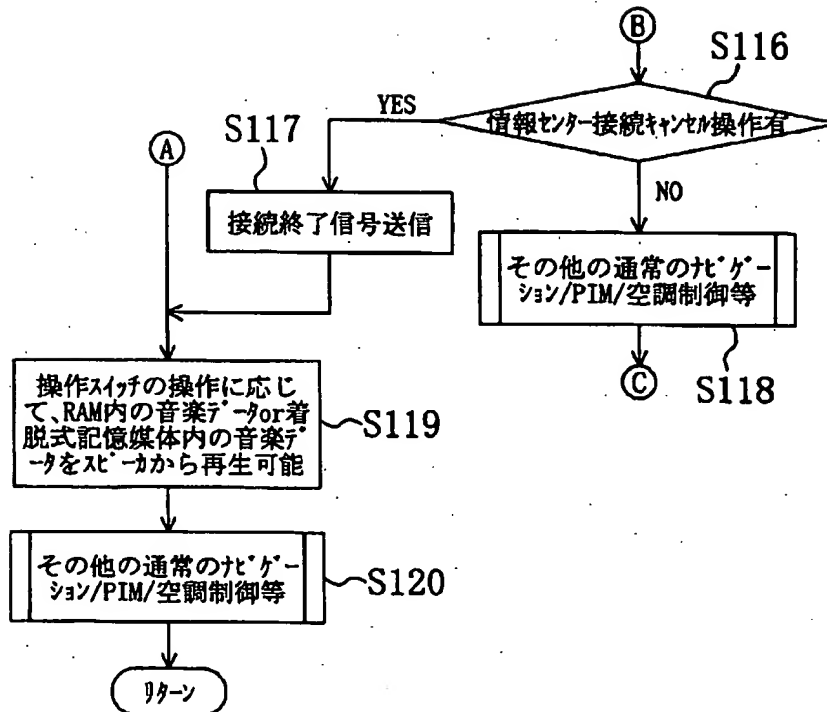 B
S116
情報センター接続キャンセル操作有
YES
NO
A
S117
接続終了信号送信
その他の通常のナビゲー
ション/PIM/空調制御等
S118
C
操作スイッチの操作に応じ
て、RAM内の音楽データor着
脱式記憶媒体内の音楽デ
ータをスピーカから再生可能
S119
その他の通常のナビゲー
ション/PIM/空調制御等
S120
リターン